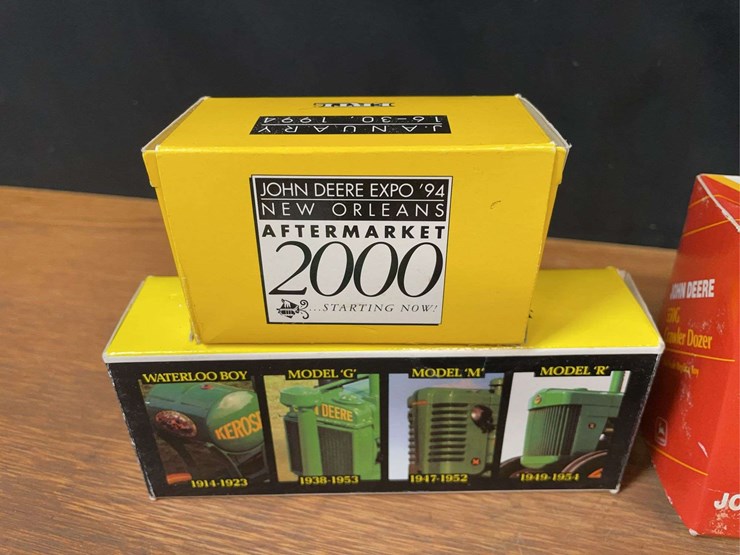 JANUARY
16-30, 1994
JOHN DEERE EXPO '94
NEW ORLEANS
AFTERMARKET
2000
...STARTING NOW!
WATERLOO BOY
KEROS
1914-1923
MODEL 'G'
DEERE
1938-1953
MODEL 'M'
1947-1952
MODEL 'R'
1949-1954
JOHN DEERE
Crawler Dozer
JO